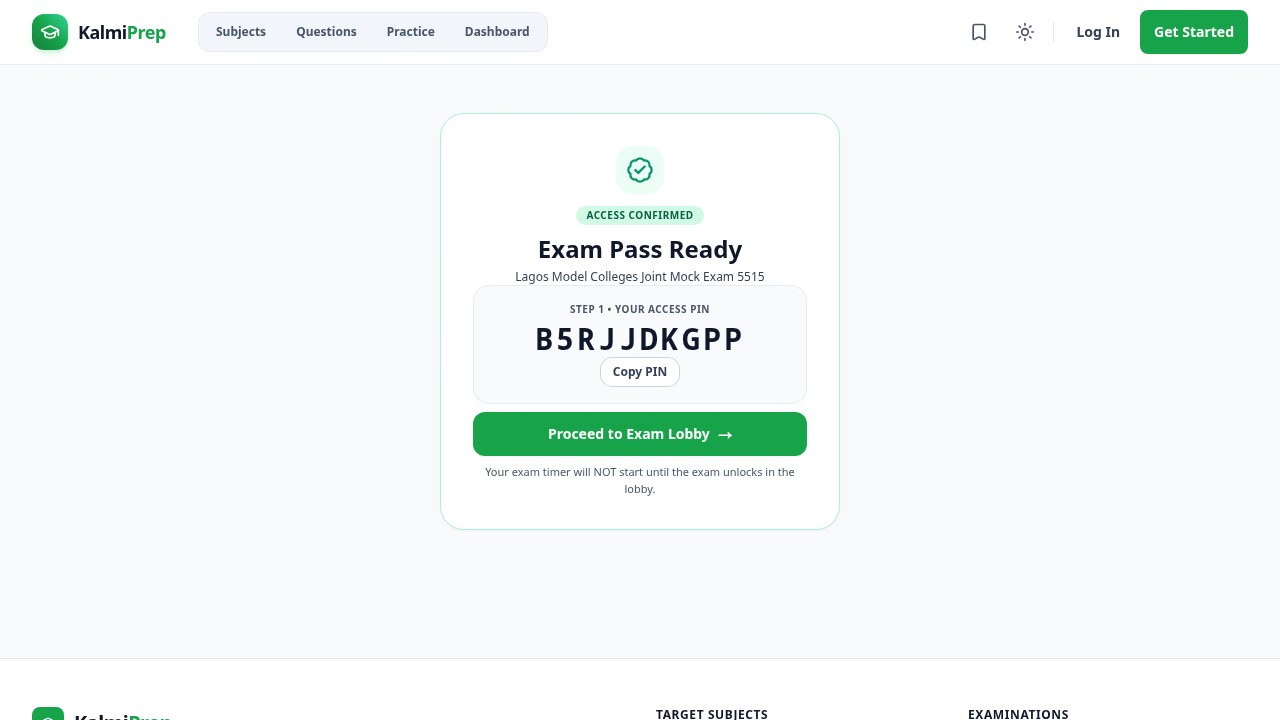 KalmiPrep
Subjects
Questions
Practice
Dashboard
Log In
Get Started
ACCESS CONFIRMED
Exam Pass Ready
Lagos Model Colleges Joint Mock Exam 5515
STEP 1 • YOUR ACCESS PIN
B5RJJDKGPP
Copy PIN
Proceed to Exam Lobby →
Your exam timer will NOT start until the exam unlocks in the
lobby.
KalmiPrep
TARGET SUBJECTS
EXAMINATIONS